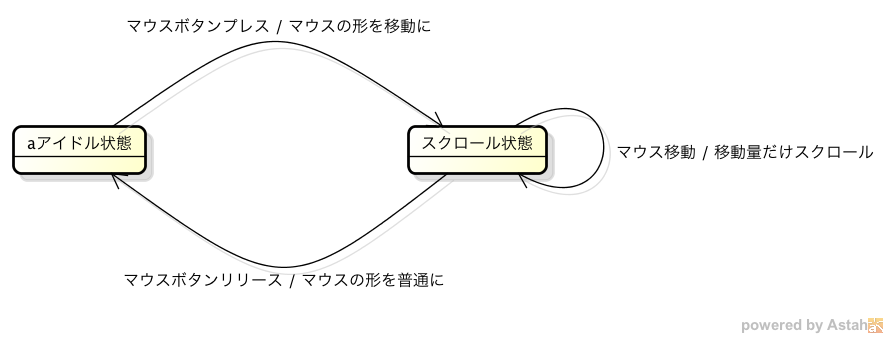 マウスボタンプレス / マウスの形を移動に
aアイドル状態
スクロール状態
マウス移動 / 移動量だけスクロール
マウスボタンリリース / マウスの形を普通に
powered by Astah